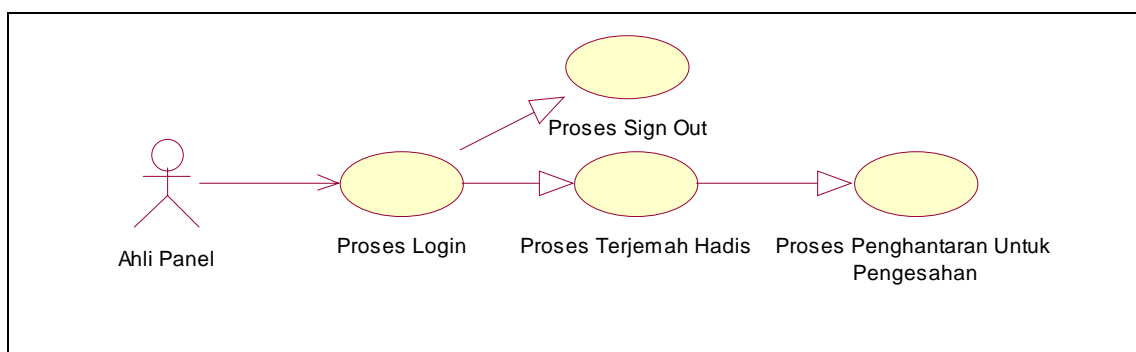 Proses Sign Out
Ahli Panel
Proses Login
Proses Terjemah Hadis
Proses Penghantaran Untuk
Pengesahan